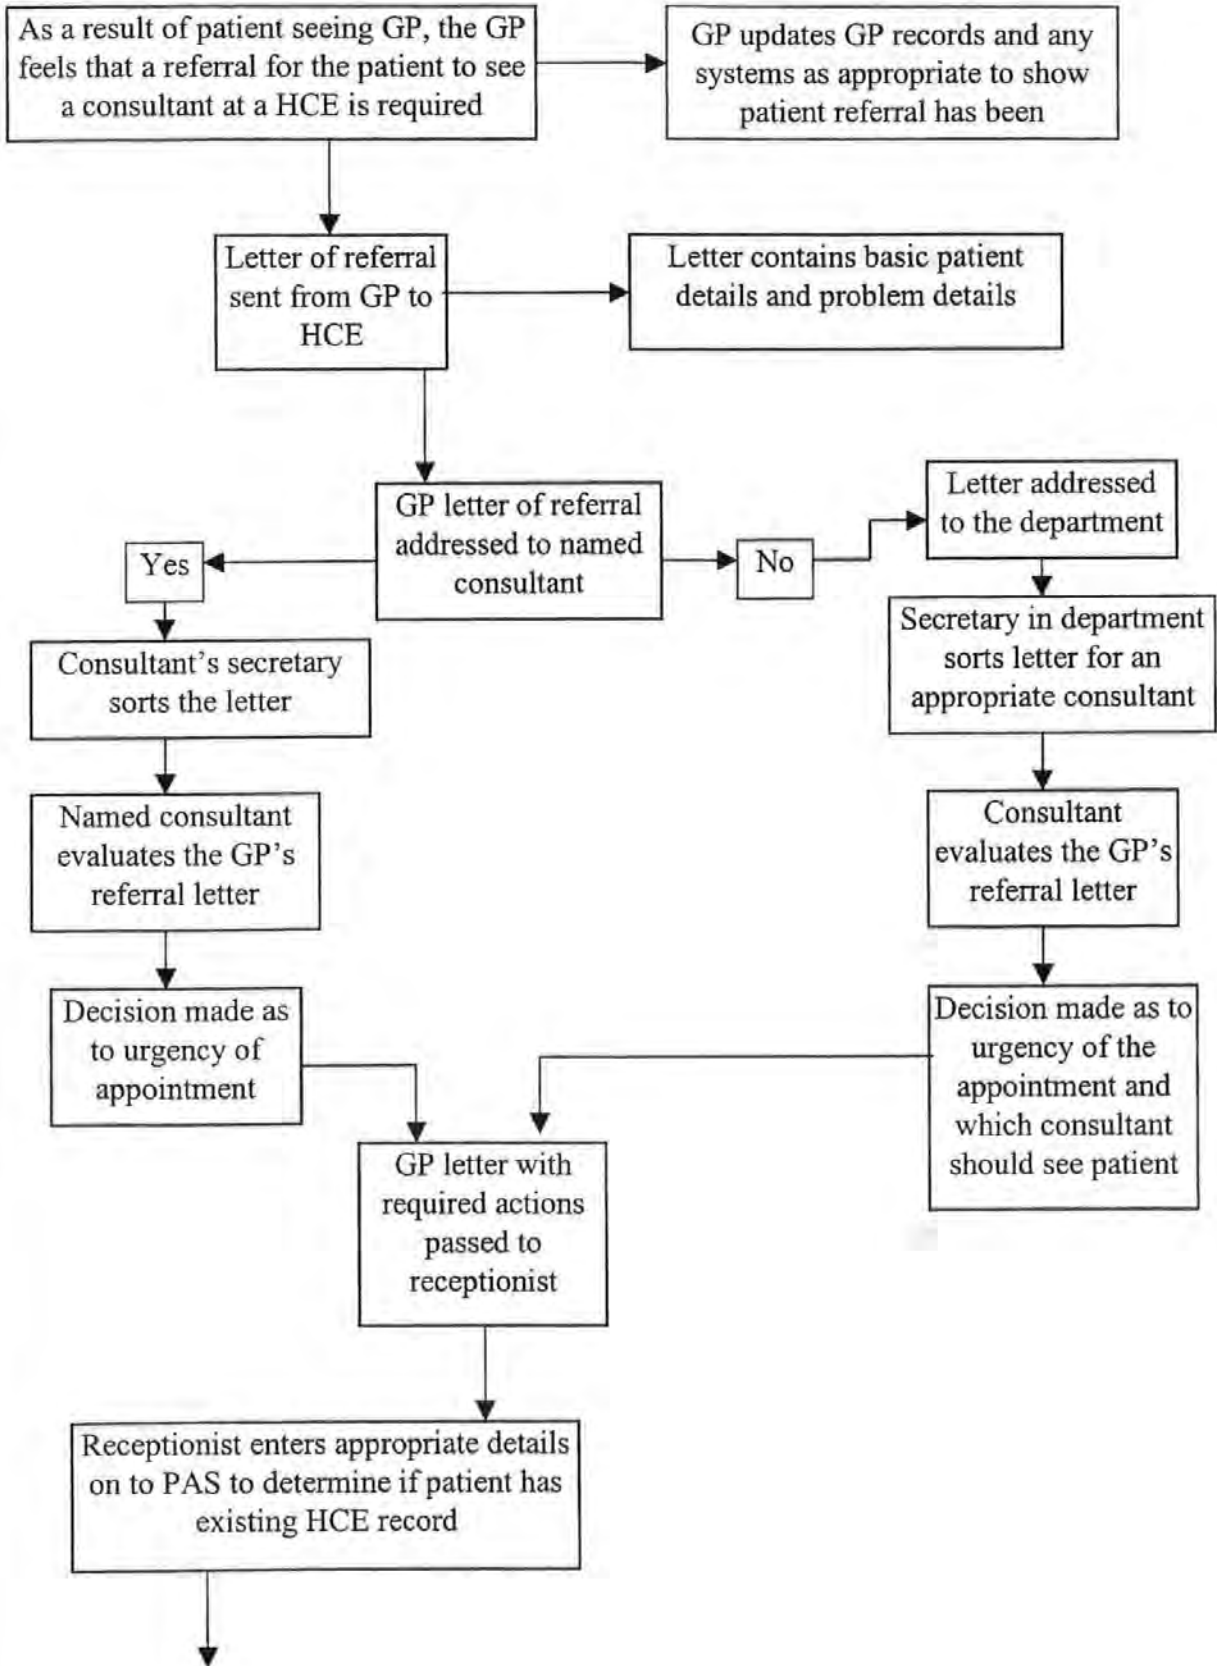 As a result of patient seeing GP, the GP
feels that a referral for the patient to see
a consultant at a HCE is required
GP updates GP records and any
systems as appropriate to show
patient referral has been
Letter of referral
sent from GP to
HCE
Letter contains basic patient
details and problem details
GP letter of referral
addressed to named
consultant
Yes
No
Letter addressed
to the department
Consultant's secretary
sorts the letter
Secretary in department
sorts letter for an
appropriate consultant
Named consultant
evaluates the GP's
referral letter
Consultant
evaluates the GP's
referral letter
Decision made as
to urgency of
appointment
Decision made as to
urgency of the
appointment and
which consultant
should see patient
GP letter with
required actions
passed to
receptionist
Receptionist enters appropriate details
on to PAS to determine if patient has
existing HCE record